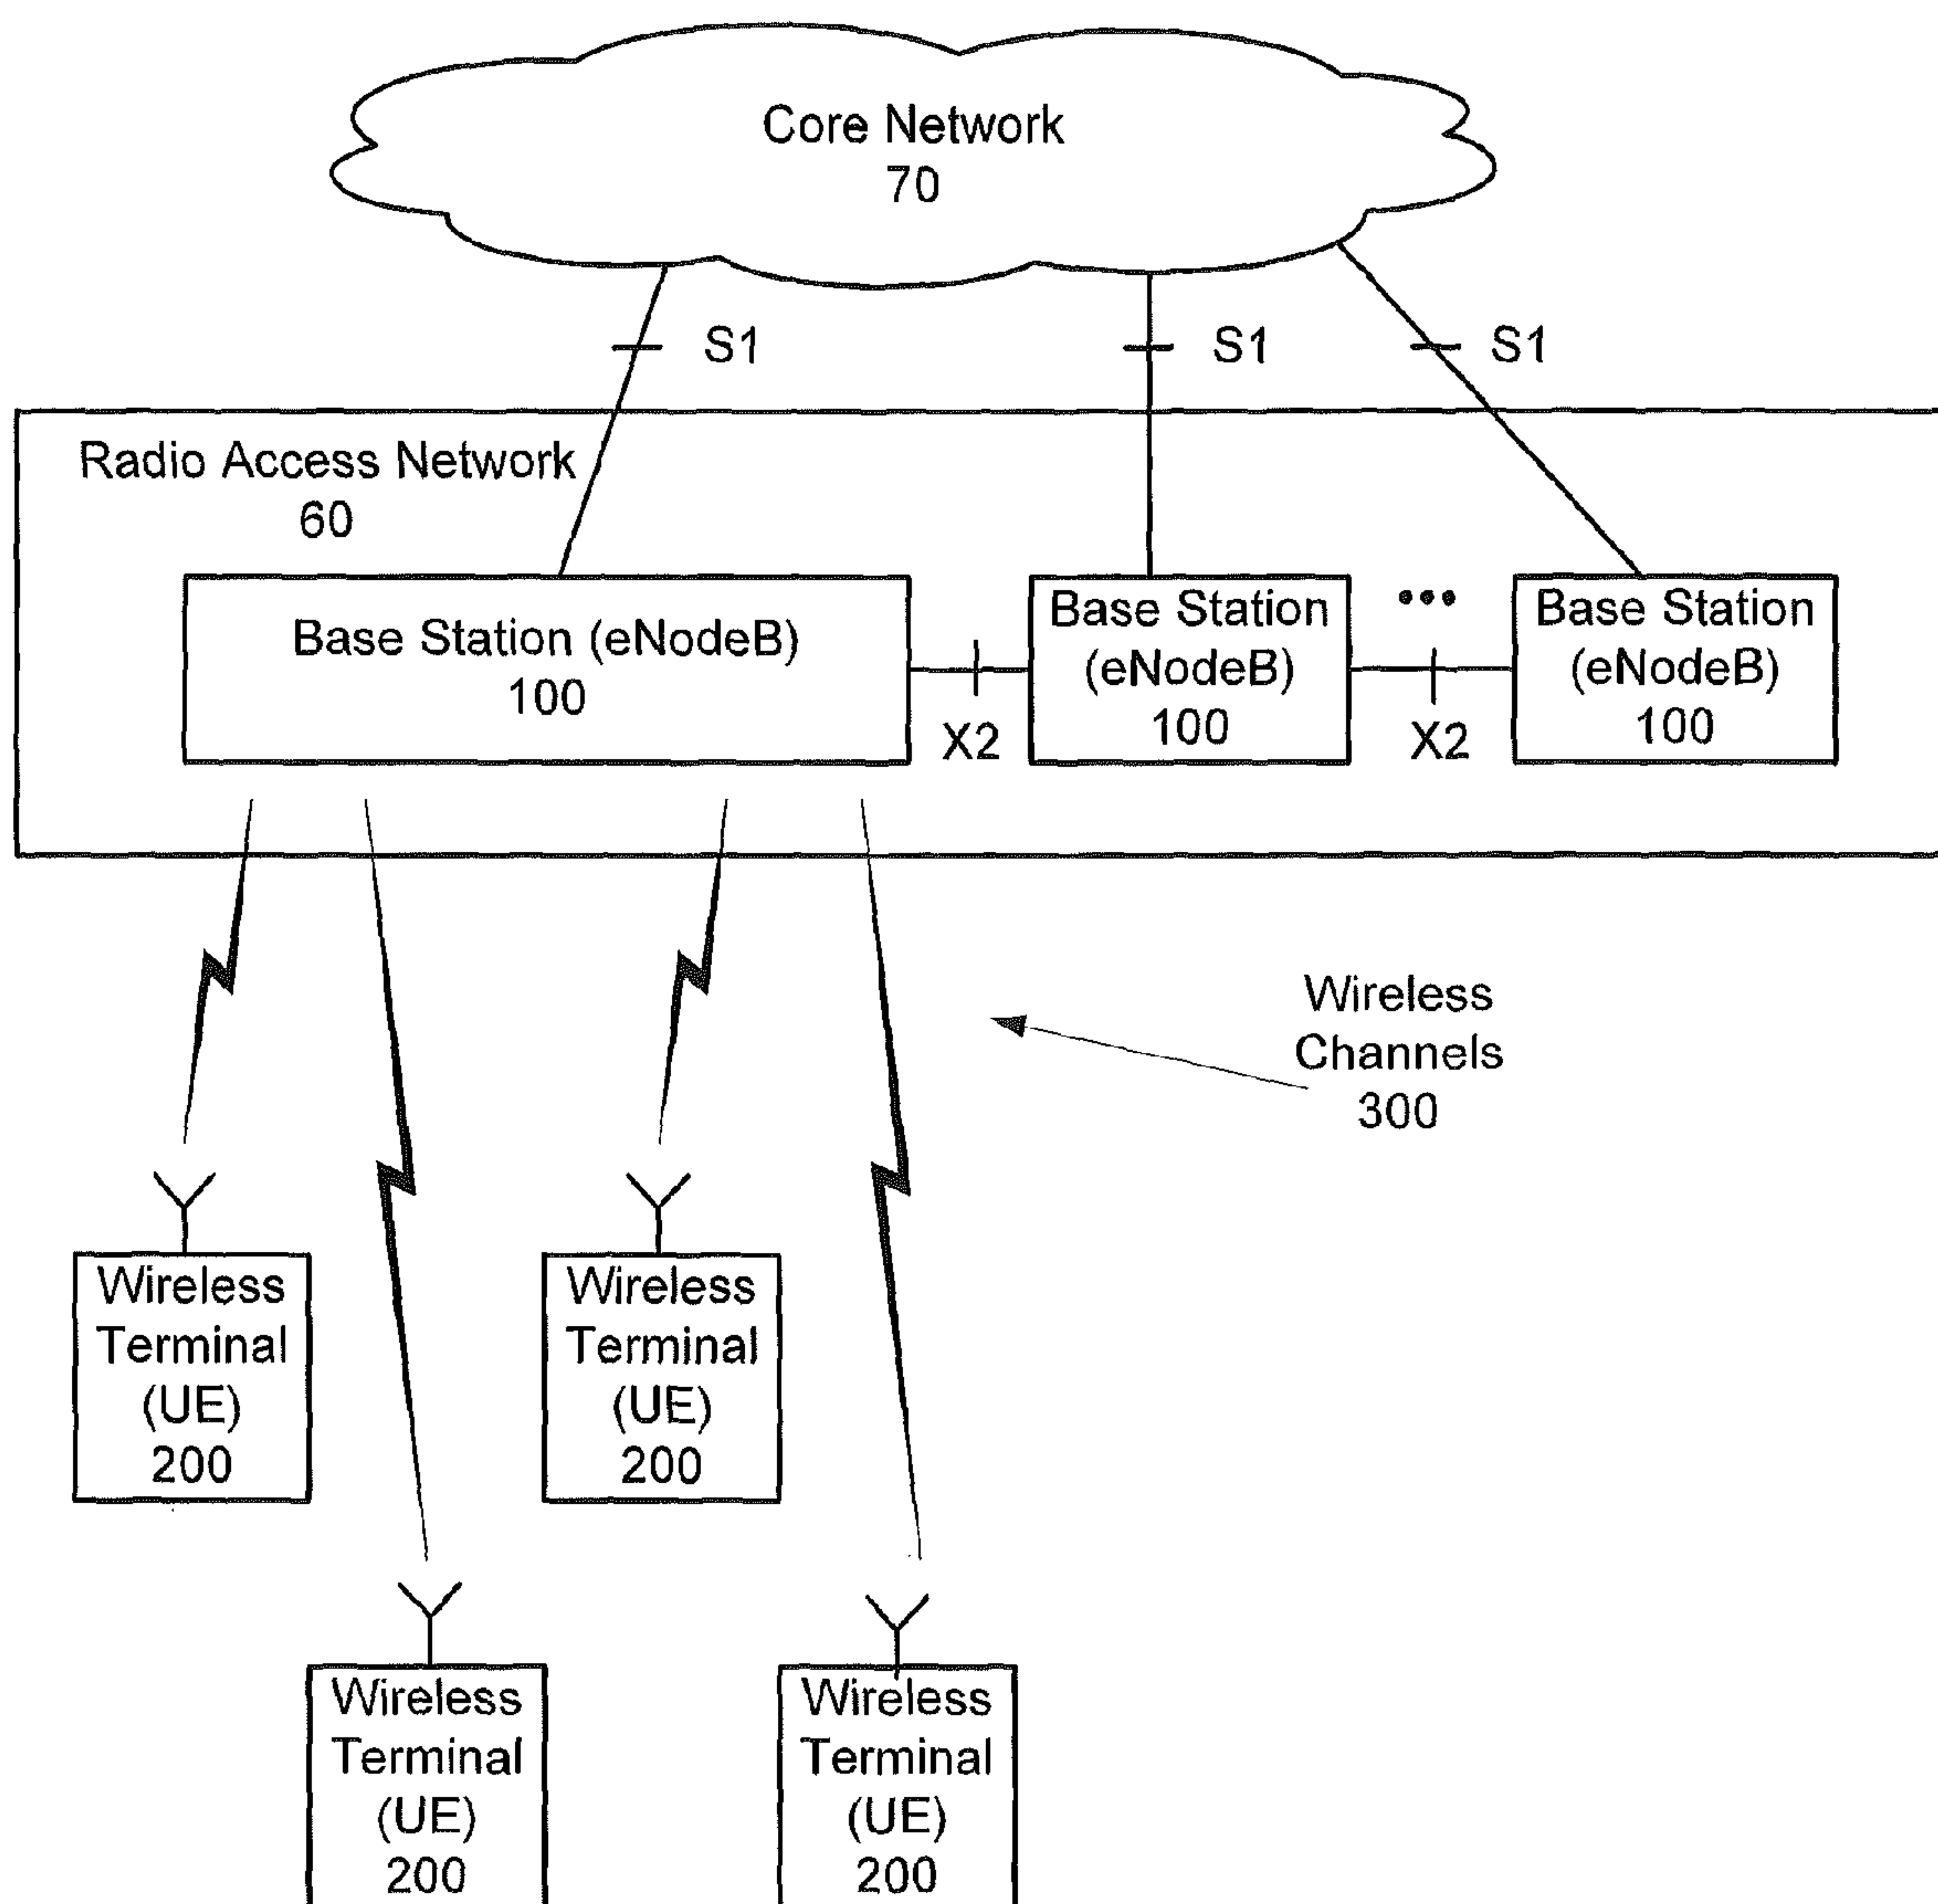 Core Network
70
S1
S1
S1
Radio Access Network
60
Base Station (eNodeB)
100
X2
Base Station
(eNodeB)
100
•••
X2
Base Station
(eNodeB)
100
Wireless
Channels
300
Wireless
Terminal
(UE)
200
Wireless
Terminal
(UE)
200
Wireless
Terminal
(UE)
200
Wireless
Terminal
(UE)
200